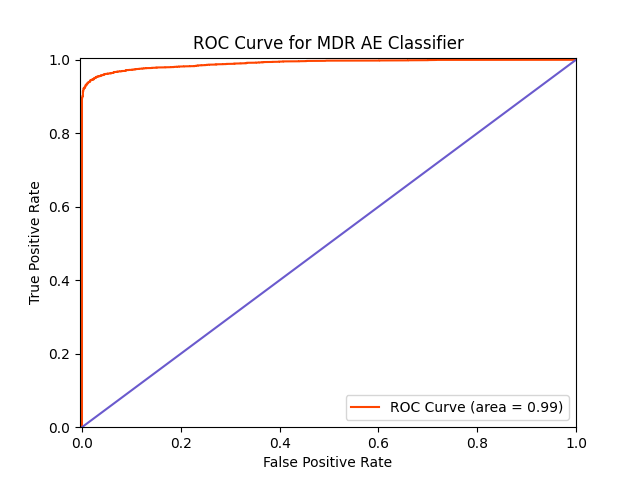 ROC Curve for MDR AE Classifier
1.0
0.8
0.6
0.4
0.2
0.0
True Positive Rate
ROC Curve (area = 0.99)
0.0 0.2 0.4 0.6 0.8 1.0
False Positive Rate